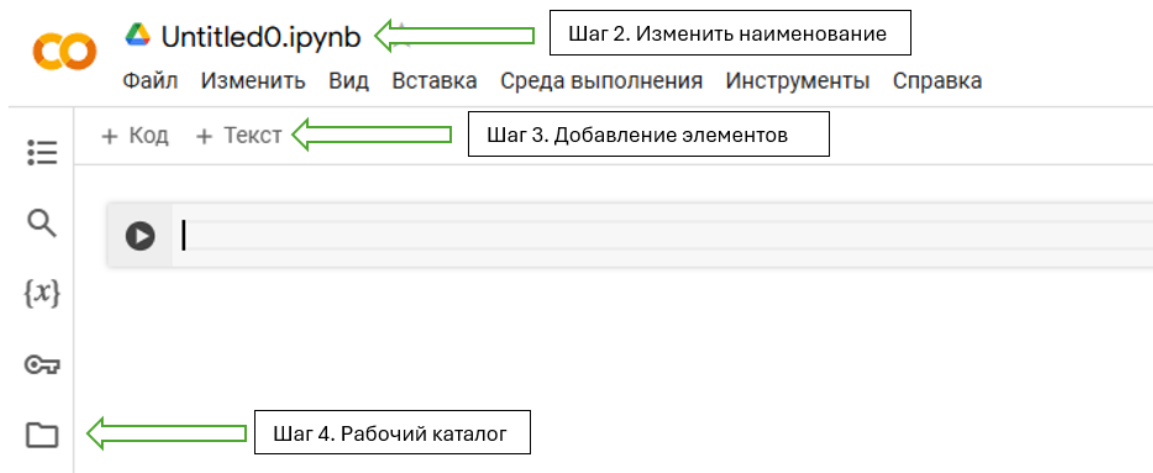 Untitled0.ipynb
Шаг 2. Изменить наименование
Файл Изменить Вид Вставка Среда выполнения Инструменты Справка
+ Код + Текст
Шаг 3. Добавление элементов
{x}
Шаг 4. Рабочий каталог